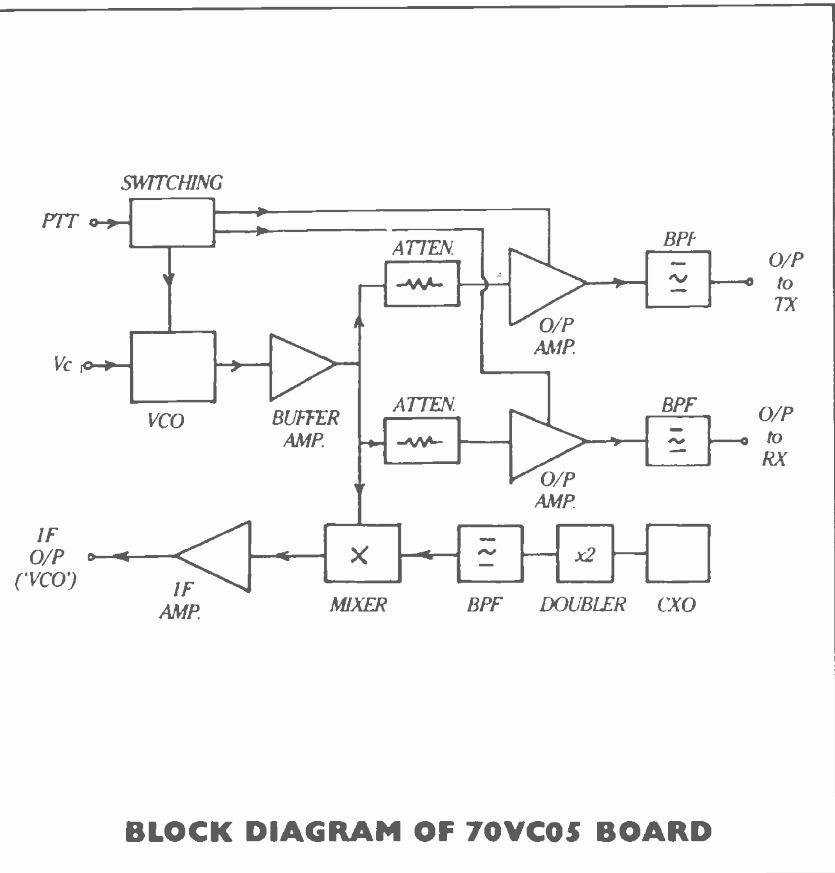 SWITCHING
PTT
ATTEN.
BPF
O/P
to
TX
O/P
AMP.
Vc
VCO
BUFFER
AMP.
ATTEN.
BPF
O/P
to
RX
O/P
AMP.
IF
O/P
('VCO')
IF
AMP.
X
MIXER
BPF
x2
DOUBLER
CXO
BLOCK DIAGRAM OF 70VC05 BOARD